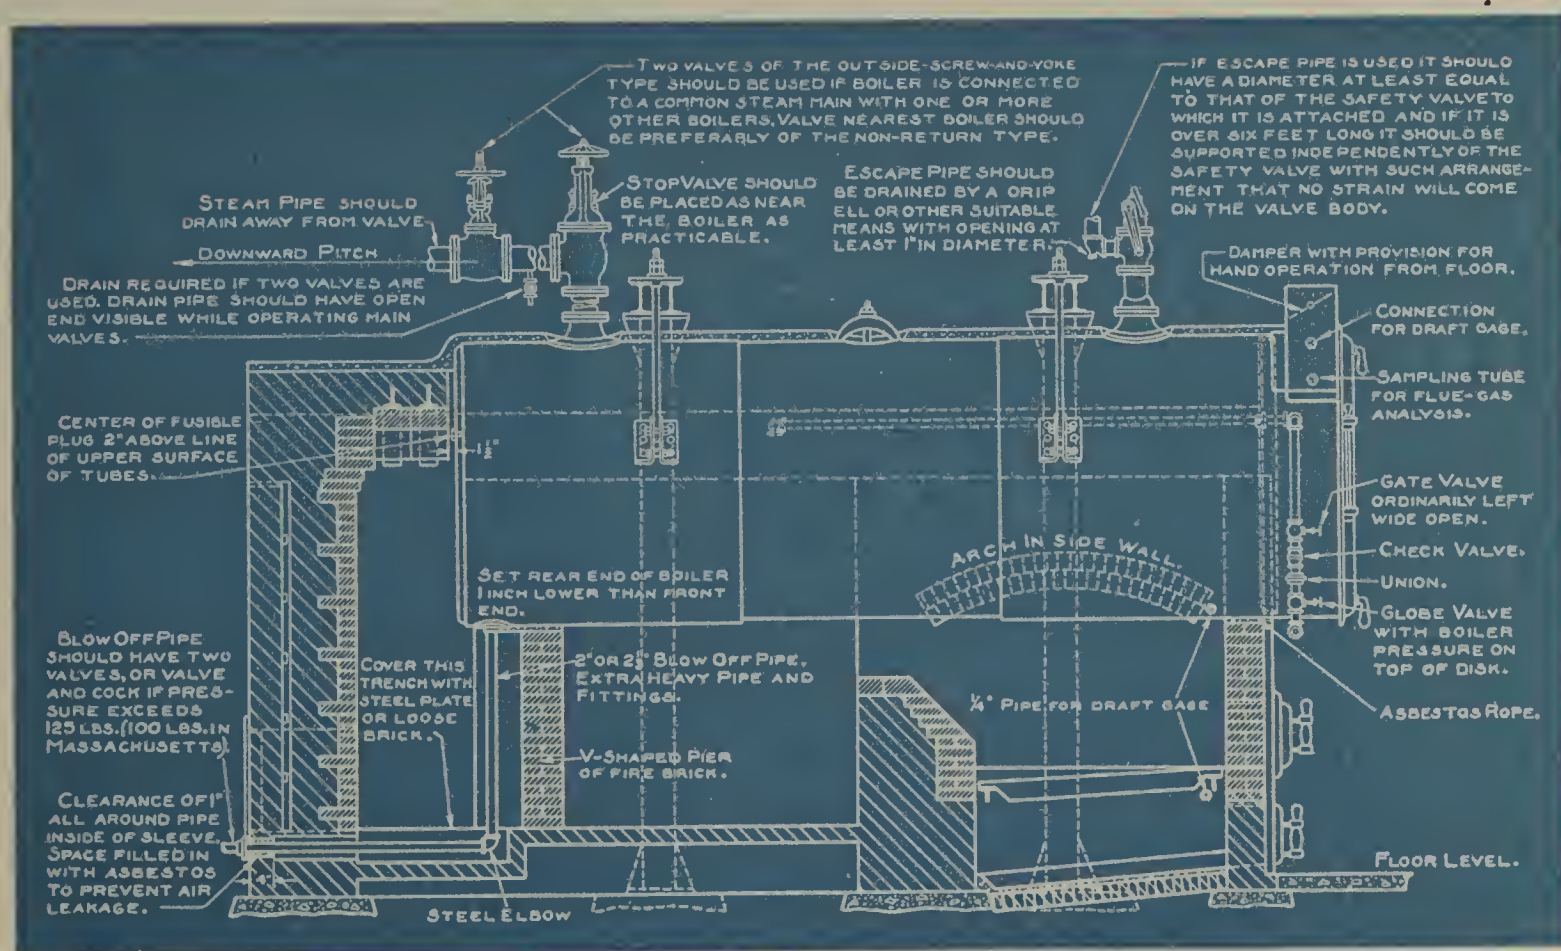 TWO VALVES OF THE OUTSIDE-SCREW-AND-YOKE
TYPE SHOULD BE USED IF BOILER IS CONNECTED
TO A COMMON STEAM MAIN WITH ONE OR MORE
OTHER BOILERS. VALVE NEAREST BOILER SHOULD
BE PREFERABLY OF THE NON-RETURN TYPE.
IF ESCAPE PIPE IS USED IT SHOULD
HAVE A DIAMETER AT LEAST EQUAL
TO THAT OF THE SAFETY VALVE TO
WHICH IT IS ATTACHED AND IF IT IS
OVER SIX FEET LONG IT SHOULD BE
SUPPORTED INDEPENDENTLY OF THE
SAFETY VALVE WITH SUCH ARRANGE-
MENT THAT NO STRAIN WILL COME
ON THE VALVE BODY.
STEAM PIPE SHOULD
DRAIN AWAY FROM VALVE
STOP VALVE SHOULD
BE PLACED AS NEAR
THE BOILER AS
PRACTICABLE.
ESCAPE PIPE SHOULD
BE DRAINED BY A DRIP
ELL OR OTHER SUITABLE
MEANS WITH OPENING AT
LEAST 1" IN DIAMETER.
DOWNWARD PITCH
DAMPER WITH PROVISION FOR
HAND OPERATION FROM FLOOR.
DRAIN REQUIRED IF TWO VALVES ARE
USED. DRAIN PIPE SHOULD HAVE OPEN
END VISIBLE WHILE OPERATING MAIN
VALVES.
CONNECTION
FOR DRAFT GAGE.
SAMPLING TUBE
FOR FLUE-GAS
ANALYSIS.
CENTER OF FUSIBLE
PLUG 2" ABOVE LINE
OF UPPER SURFACE
OF TUBES.
GATE VALVE
ORDINARILY LEFT
WIDE OPEN.
CHECK VALVE.
UNION.
GLOBE VALVE
WITH BOILER
PRESSURE ON
TOP OF DISK.
ARCH IN SIDE WALL.
SET REAR END OF BOILER
1 INCH LOWER THAN FRONT
END.
BLOW OFF PIPE
SHOULD HAVE TWO
VALVES, OR VALVE
AND COCK IF PRES-
SURE EXCEEDS
125 LBS. (100 LBS. IN
MASSACHUSETTS)
COVER THIS
TRENCH WITH
STEEL PLATE
OR LOOSE
BRICK.
2" OR 2½" BLOW OFF PIPE,
EXTRA HEAVY PIPE AND
FITTINGS.
¼" PIPE FOR DRAFT GAGE
ASBESTOS ROPE.
V-SHAPED PIER
OF FIRE BRICK.
CLEARANCE OF 1"
ALL AROUND PIPE
INSIDE OF SLEEVE.
SPACE FILLED IN
WITH ASBESTOS
TO PREVENT AIR
LEAKAGE.
4"
STEEL ELBOW
FLOOR LEVEL.